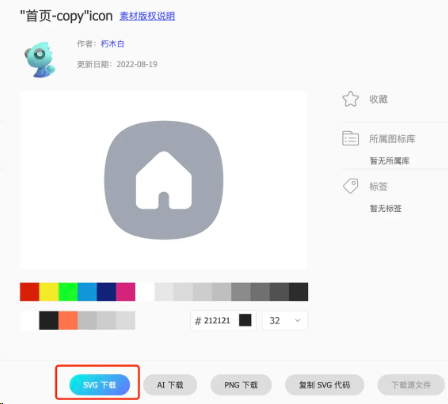 "首页-copy"icon 素材版权说明
作者：朽木白
更新日期：2022-08-19
收藏
所属图标库
暂无所属库
标签
暂无标签
# 212121 32
SVG 下载 AI 下载 PNG 下载 复制 SVG 代码 下载源文件